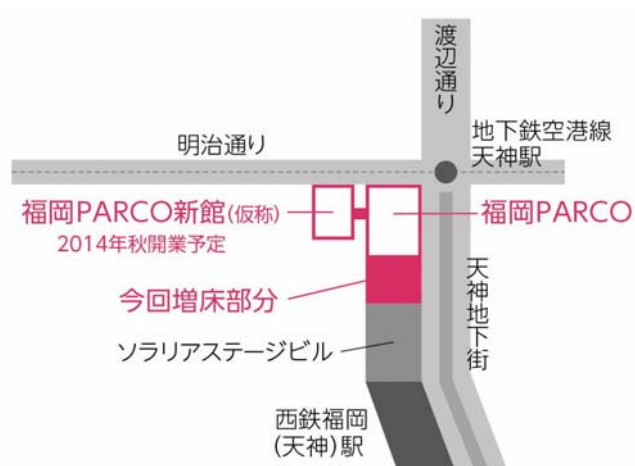 渡辺通り
地下鉄空港線
天神駅
明治通り
福岡PARCO新館(仮称)
2014年秋開業予定
福岡PARCO
今回増床部分
天神地下街
ソラリアステージビル
西鉄福岡
(天神)駅